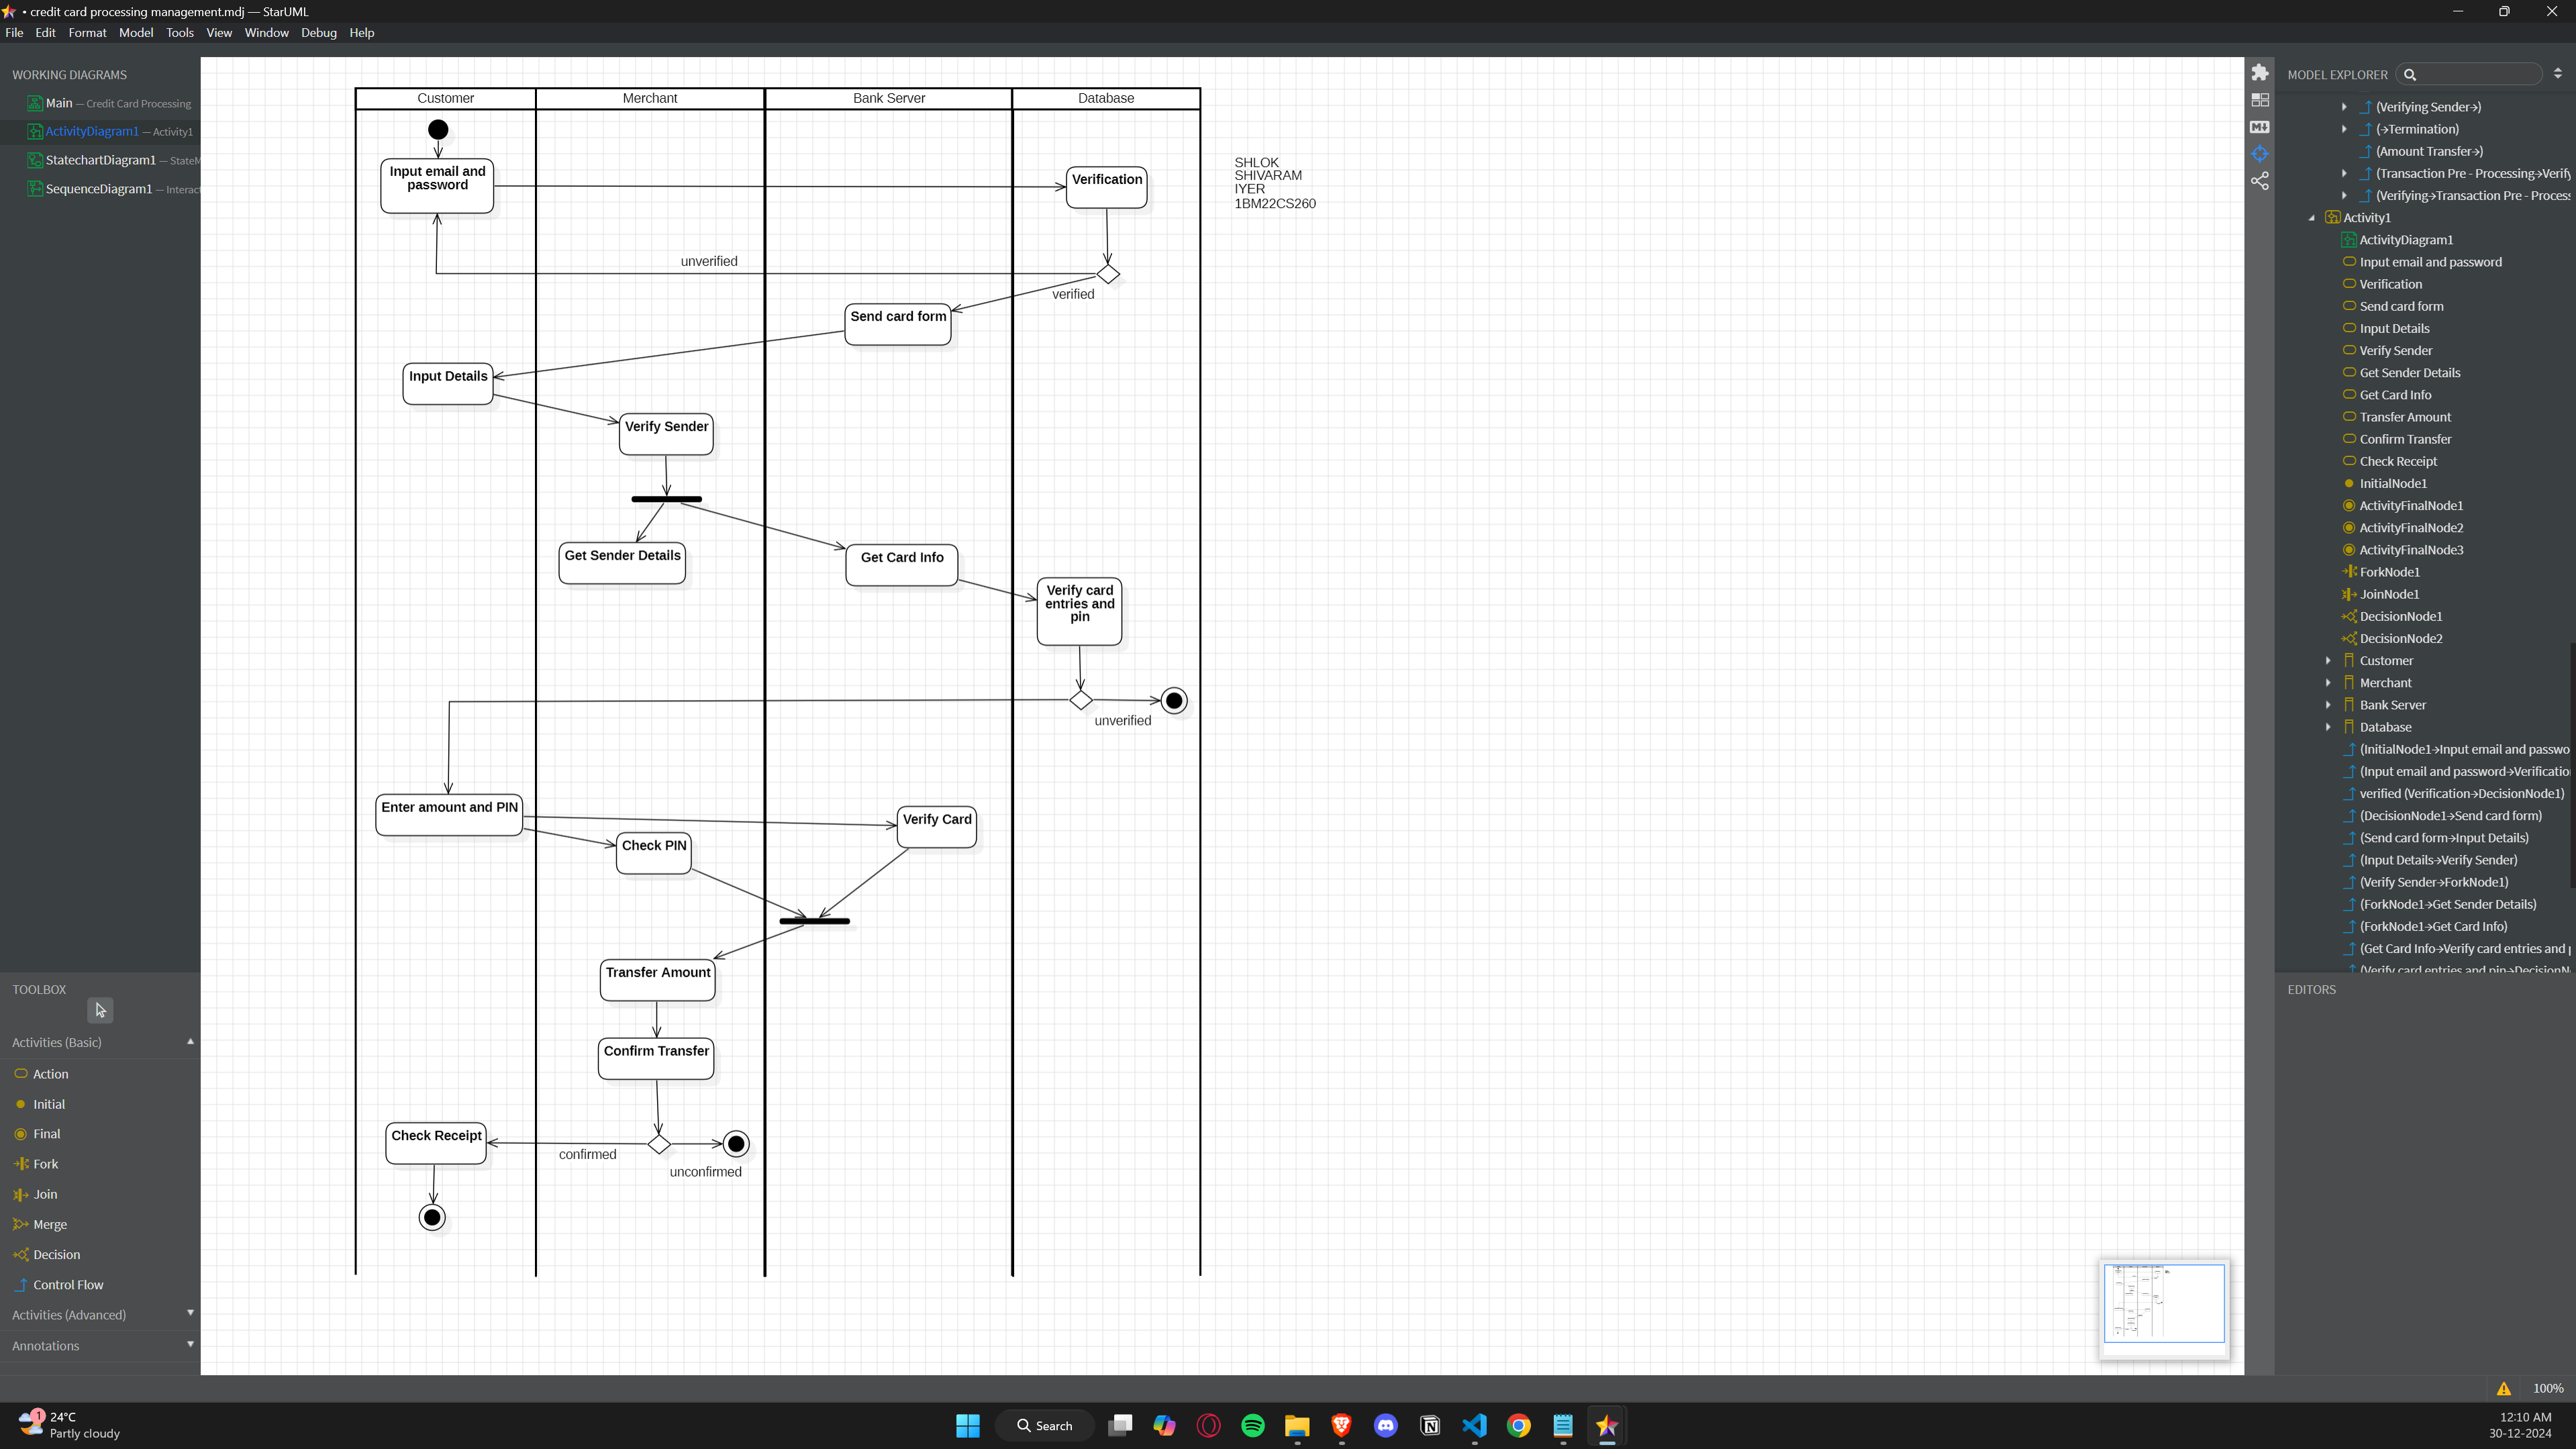 • credit card processing management.mdj — StarUML
File Edit Format Model Tools View Window Debug Help
WORKING DIAGRAMS
Main — Credit Card Processing
ActivityDiagram1 — Activity1
StatechartDiagram1 — StateM
SequenceDiagram1 — Interac
TOOLBOX
Activities (Basic)
Action
Initial
Final
Fork
Join
Merge
Decision
Control Flow
Activities (Advanced)
Annotations
Customer Merchant Bank Server Database
Input email and
password
Verification
SHLOK
SHIVARAM
IYER
1BM22CS260
unverified
verified
Send card form
Input Details
Verify Sender
Get Sender Details
Get Card Info
Verify card
entries and
pin
unverified
Enter amount and PIN
Verify Card
Check PIN
Transfer Amount
Confirm Transfer
Check Receipt
confirmed
unconfirmed
MODEL EXPLORER
(Verifying Sender→)
(→Termination)
(Amount Transfer→)
(Transaction Pre - Processing→Verify
(Verifying→Transaction Pre - Process
Activity1
ActivityDiagram1
Input email and password
Verification
Send card form
Input Details
Verify Sender
Get Sender Details
Get Card Info
Transfer Amount
Confirm Transfer
Check Receipt
InitialNode1
ActivityFinalNode1
ActivityFinalNode2
ActivityFinalNode3
ForkNode1
JoinNode1
DecisionNode1
DecisionNode2
Customer
Merchant
Bank Server
Database
(InitialNode1→Input email and passwo
(Input email and password→Verificatio
verified (Verification→DecisionNode1)
(DecisionNode1→Send card form)
(Send card form→Input Details)
(Input Details→Verify Sender)
(Verify Sender→ForkNode1)
(ForkNode1→Get Sender Details)
(ForkNode1→Get Card Info)
(Get Card Info→Verify card entries and p
(Verify card entries and pin→DecisionN
EDITORS
100%
1
24°C
Partly cloudy
Search
12:10 AM
30-12-2024